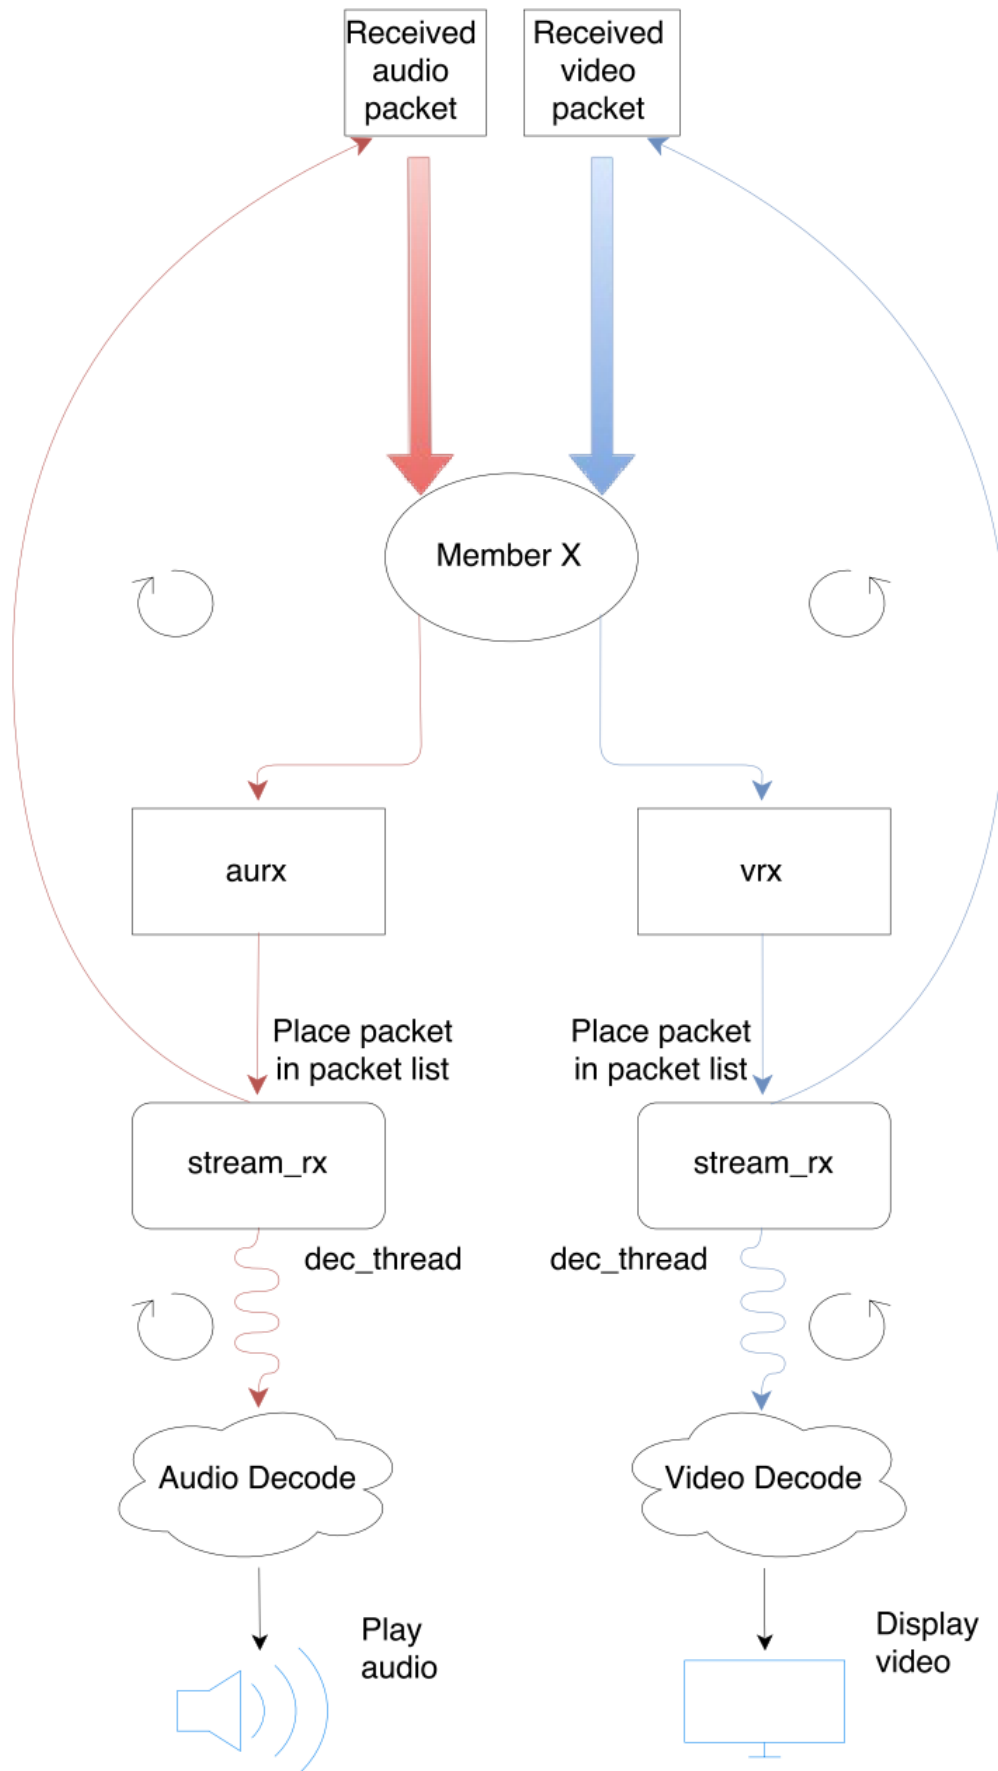 Received
audio
packet
Received
video
packet
Member X
aurx
vrx
Place packet
in packet list
Place packet
in packet list
stream_rx
stream_rx
dec_thread
dec_thread
Audio Decode
Video Decode
Play
audio
Display
video